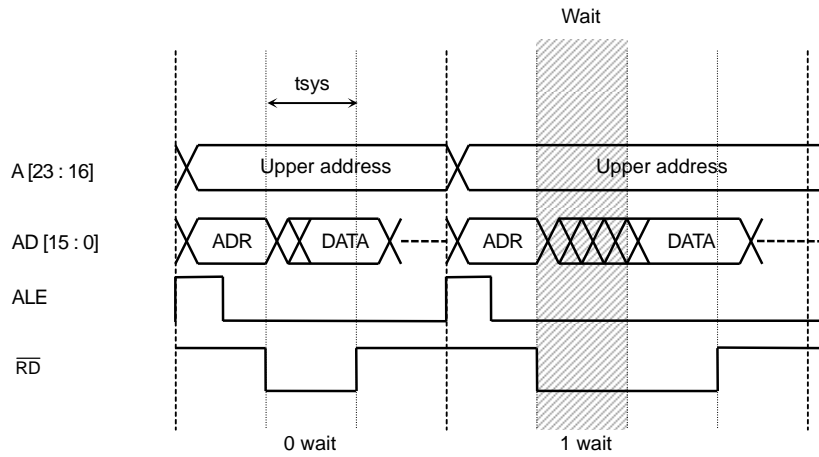 Wait
tsys
A [23 : 16]
Upper address
Upper address
AD [15 : 0]
ADR
DATA
ADR
DATA
ALE
RD
0 wait
1 wait